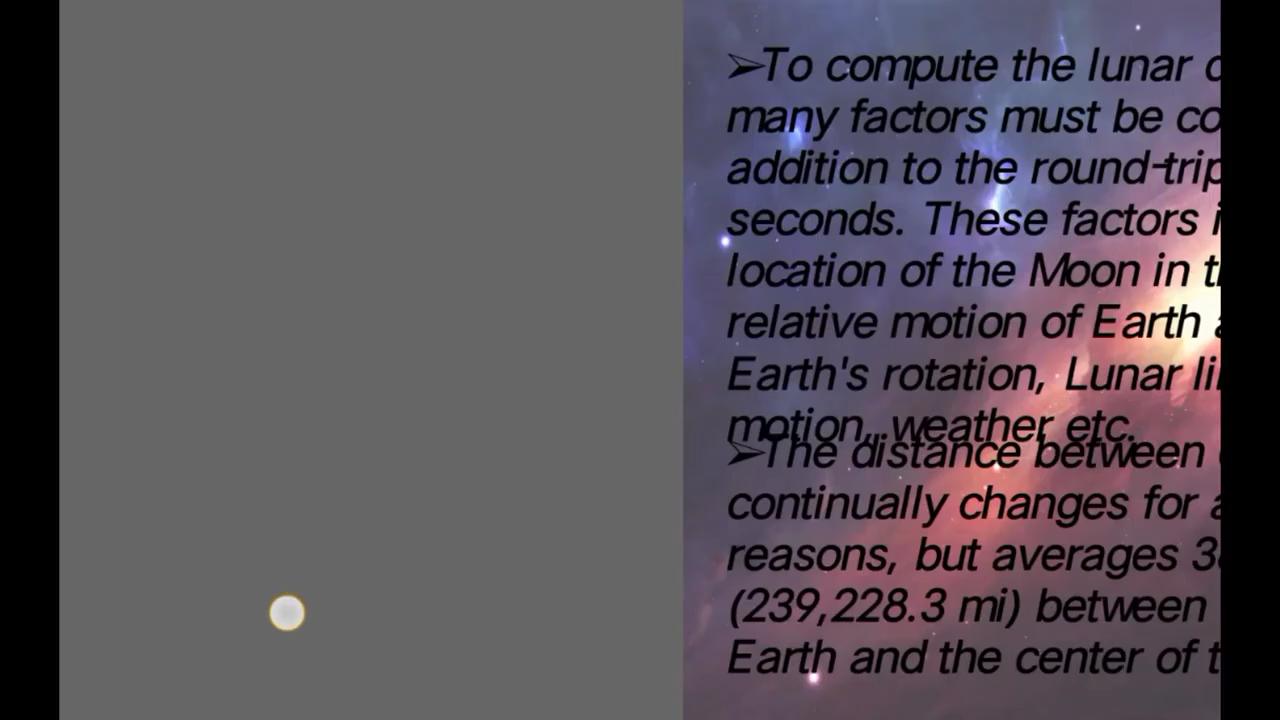 ➢To compute the lunar
many factors must be
addition to the round-trip
seconds. These factors
location of the Moon in
relative motion of Earth
Earth's rotation, Lunar
motion, weather etc.
➢The distance between
continually changes for
reasons, but averages
(239,228.3 mi) between
Earth and the center of